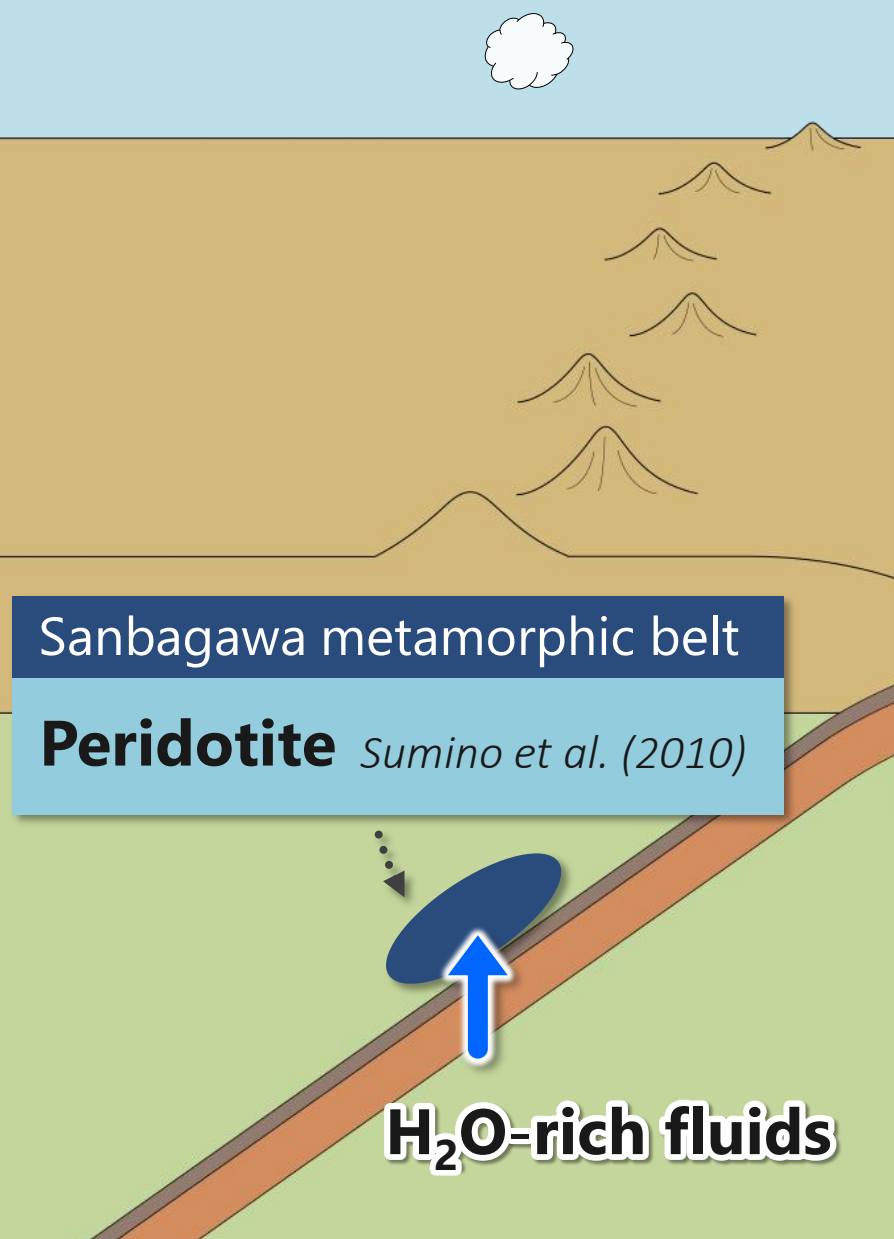 Sanbagawa metamorphic belt
Peridotite Sumino et al. (2010)
H₂O-rich fluids